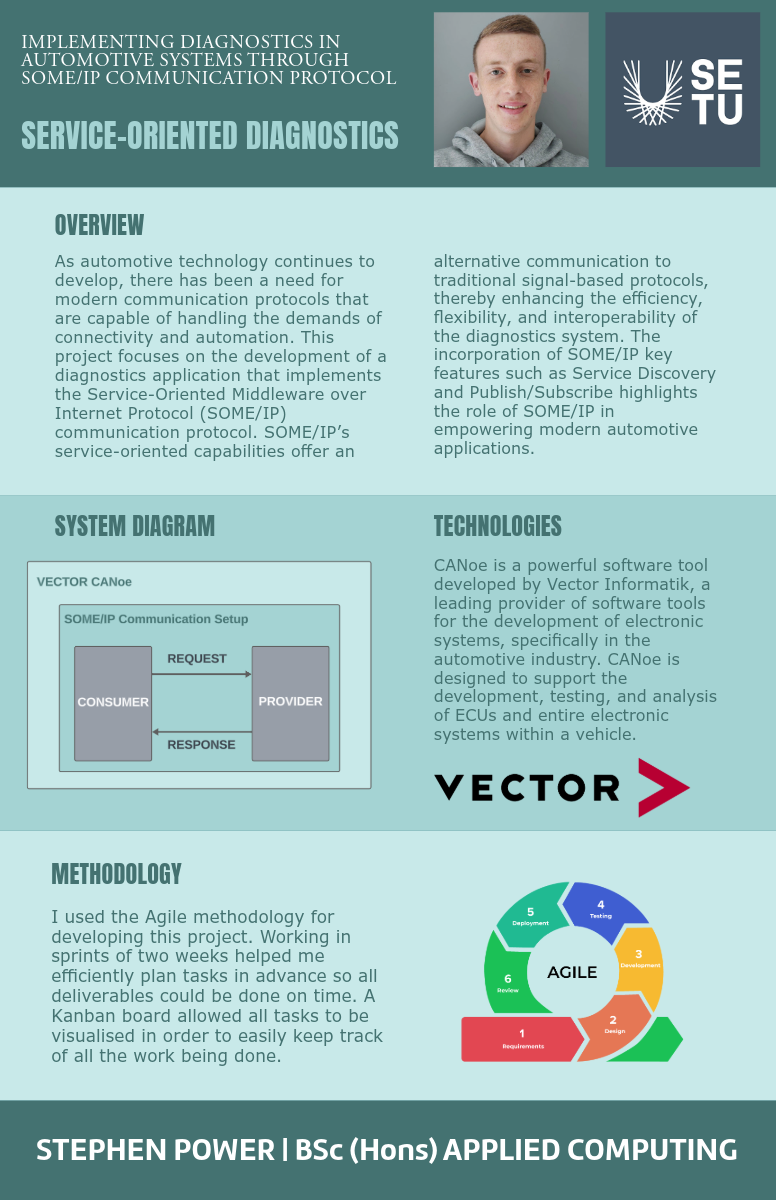 IMPLEMENTING DIAGNOSTICS IN
AUTOMOTIVE SYSTEMS THROUGH
SOME/IP COMMUNICATION PROTOCOL
SERVICE-ORIENTED DIAGNOSTICS
SE
TU
OVERVIEW
As automotive technology continues to
develop, there has been a need for
modern communication protocols that
are capable of handling the demands of
connectivity and automation. This
project focuses on the development of a
diagnostics application that implements
the Service-Oriented Middleware over
Internet Protocol (SOME/IP)
communication protocol. SOME/IP’s
service-oriented capabilities offer an
alternative communication to
traditional signal-based protocols,
thereby enhancing the efficiency,
flexibility, and interoperability of
the diagnostics system. The
incorporation of SOME/IP key
features such as Service Discovery
and Publish/Subscribe highlights
the role of SOME/IP in
empowering modern automotive
applications.
SYSTEM DIAGRAM
VECTOR CANoe
SOME/IP Communication Setup
CONSUMER
REQUEST
RESPONSE
PROVIDER
TECHNOLOGIES
CANoe is a powerful software tool
developed by Vector Informatik, a
leading provider of software tools
for the development of electronic
systems, specifically in the
automotive industry. CANoe is
designed to support the
development, testing, and analysis
of ECUs and entire electronic
systems within a vehicle.
VECTOR
METHODOLOGY
I used the Agile methodology for
developing this project. Working in
sprints of two weeks helped me
efficiently plan tasks in advance so all
deliverables could be done on time. A
Kanban board allowed all tasks to be
visualised in order to easily keep track
of all the work being done.
AGILE
1
Requirements
2
Design
3
Development
4
Testing
5
Deployment
6
Review
STEPHEN POWER | BSc (Hons) APPLIED COMPUTING